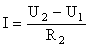 I = (U₂ − U₁) / R₂